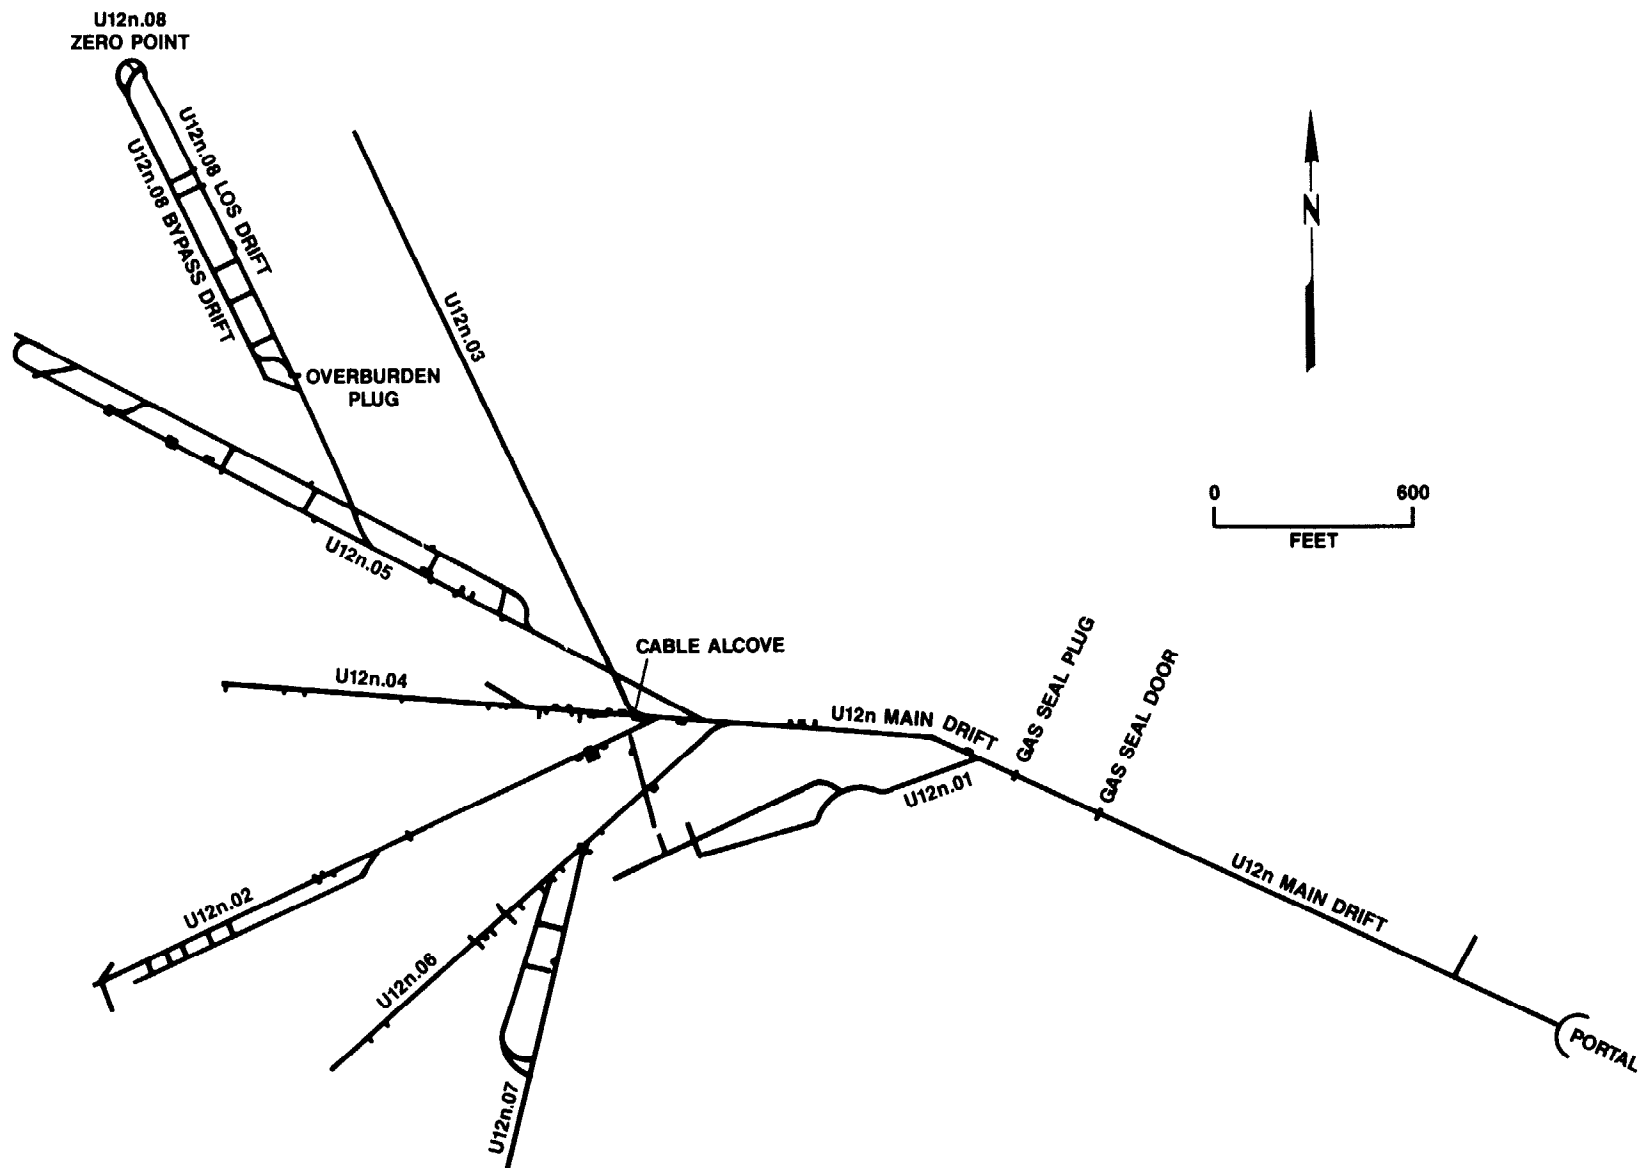 U12n.08
ZERO POINT
U12n.08 LOS DRIFT
U12n.08 BYPASS DRIFT
U12n.03
N
OVERBURDEN
PLUG
0 600
FEET
U12n.05
CABLE ALCOVE
U12n.04
U12n MAIN DRIFT
GAS SEAL PLUG
GAS SEAL DOOR
U12n.01
U12n MAIN DRIFT
U12n.02
U12n.06
U12n.07
PORTAL